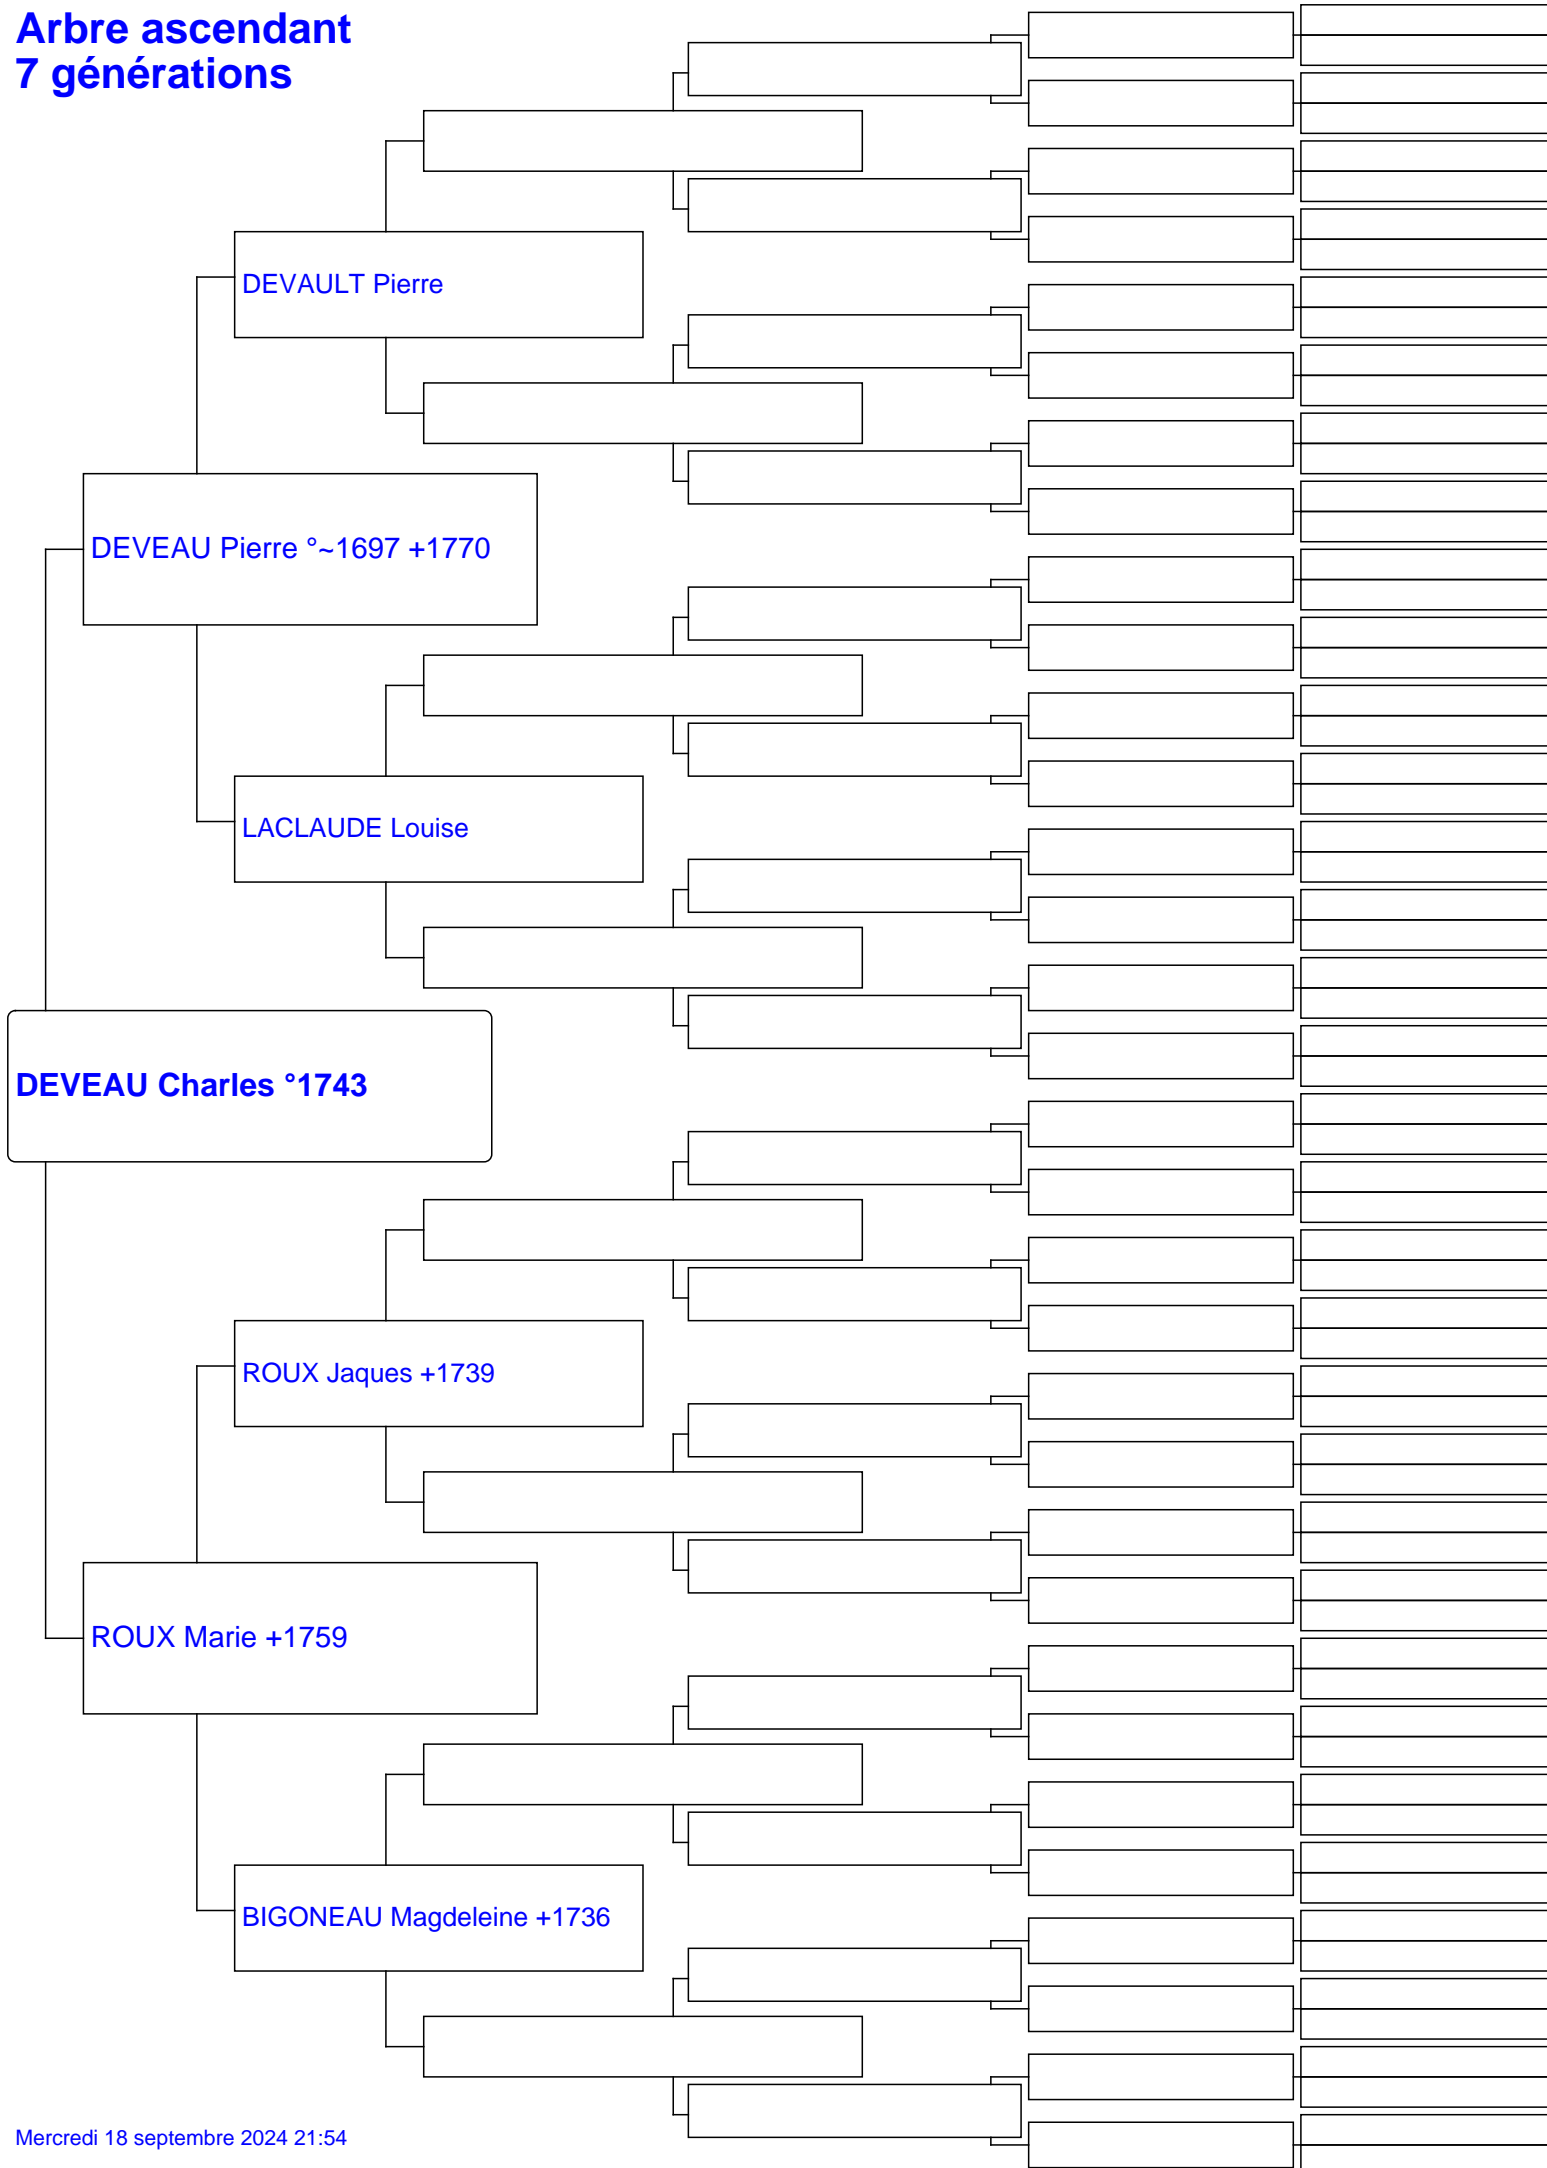 Arbre ascendant
7 générations
DEVAULT Pierre
DEVEAU Pierre °~1697 +1770
LACLAUDE Louise
DEVEAU Charles °1743
ROUX Jaques +1739
ROUX Marie +1759
BIGONEAU Magdeleine +1736
Mercredi 18 septembre 2024 21:54